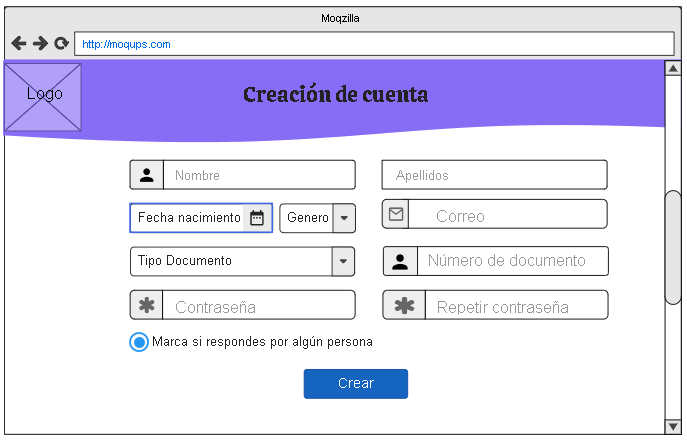 Moqzilla
http://moqups.com
Logo
Creación de cuenta
Nombre
Apellidos
Fecha nacimiento
Genero
Correo
Tipo Documento
Número de documento
Contraseña
Repetir contraseña
Marca si respondes por algún persona
Crear